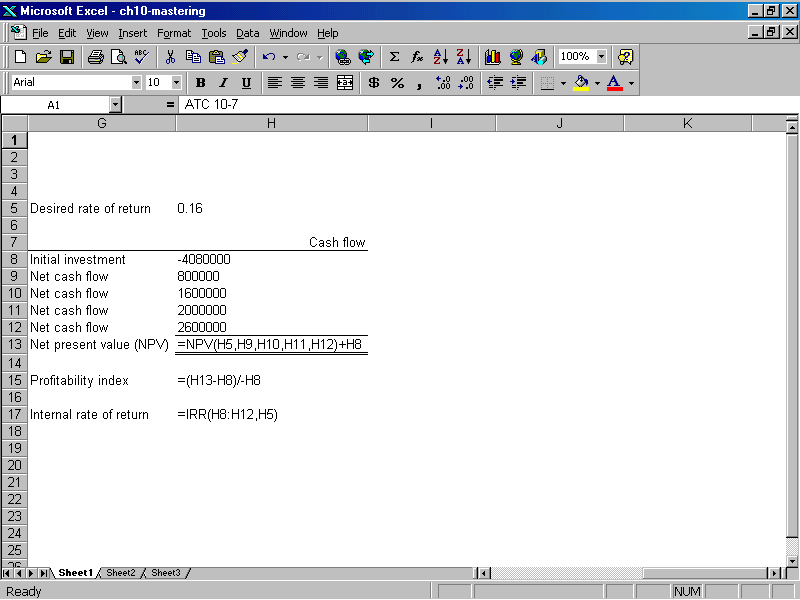 Microsoft Excel - ch10-mastering
File Edit View Insert Format Tools Data Window Help
100%
Arial 10 B I U $ % ,
A1 = ATC 10-7
G H I J K
1
2
3
4
5 Desired rate of return 0.16
6
7 Cash flow
8 Initial investment -4080000
9 Net cash flow 800000
10 Net cash flow 1600000
11 Net cash flow 2000000
12 Net cash flow 2600000
13 Net present value (NPV) =NPV(H5,H9,H10,H11,H12)+H8
14
15 Profitability index =(H13-H8)/-H8
16
17 Internal rate of return =IRR(H8:H12,H5)
18
19
20
21
22
23
24
25
26
Sheet1 Sheet2 Sheet3
Ready NUM